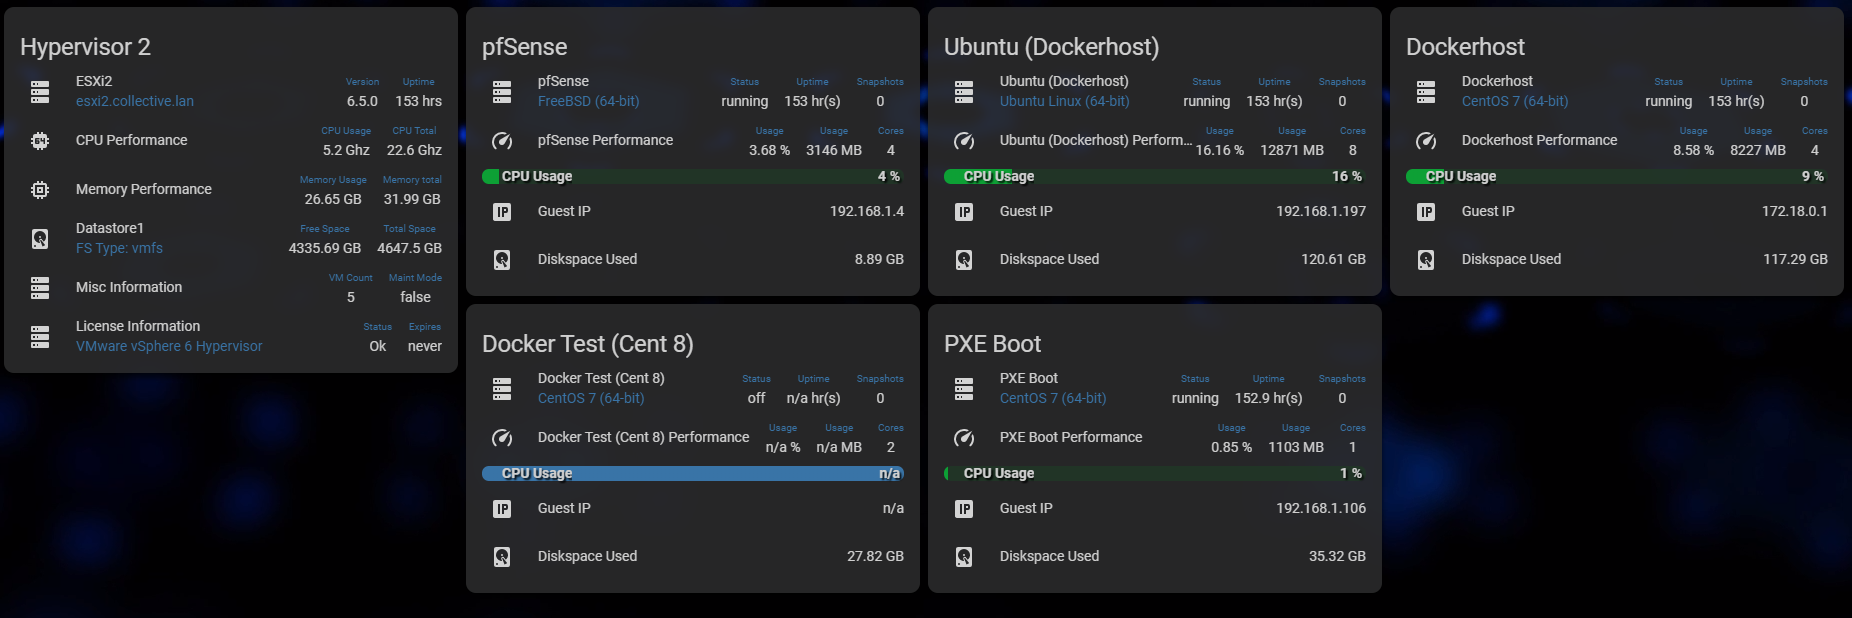 Hypervisor 2
ESXi2
esxi2.collective.lan
Version Uptime
6.5.0 153 hrs
CPU Performance
CPU Usage CPU Total
5.2 Ghz 22.6 Ghz
Memory Performance
Memory Usage Memory total
26.65 GB 31.99 GB
Datastore1
FS Type: vmfs
Free Space Total Space
4335.69 GB 4647.5 GB
Misc Information
VM Count Maint Mode
5 false
License Information
VMware vSphere 6 Hypervisor
Status Expires
Ok never
pfSense
pfSense
FreeBSD (64-bit)
Status Uptime Snapshots
running 153 hr(s) 0
pfSense Performance
Usage Usage Cores
3.68 % 3146 MB 4
CPU Usage 4 %
IP Guest IP 192.168.1.4
Diskspace Used 8.89 GB
Ubuntu (Dockerhost)
Ubuntu (Dockerhost)
Ubuntu Linux (64-bit)
Status Uptime Snapshots
running 153 hr(s) 0
Ubuntu (Dockerhost) Perform...
Usage Usage Cores
16.16 % 12871 MB 8
CPU Usage 16 %
IP Guest IP 192.168.1.197
Diskspace Used 120.61 GB
Dockerhost
Dockerhost
CentOS 7 (64-bit)
Status Uptime Snapshots
running 153 hr(s) 0
Dockerhost Performance
Usage Usage Cores
8.58 % 8227 MB 4
CPU Usage 9 %
IP Guest IP 172.18.0.1
Diskspace Used 117.29 GB
Docker Test (Cent 8)
Docker Test (Cent 8)
CentOS 7 (64-bit)
Status Uptime Snapshots
off n/a hr(s) 0
Docker Test (Cent 8) Performance
Usage Usage Cores
n/a % n/a MB 2
CPU Usage n/a
IP Guest IP n/a
Diskspace Used 27.82 GB
PXE Boot
PXE Boot
CentOS 7 (64-bit)
Status Uptime Snapshots
running 152.9 hr(s) 0
PXE Boot Performance
Usage Usage Cores
0.85 % 1103 MB 1
CPU Usage 1 %
IP Guest IP 192.168.1.106
Diskspace Used 35.32 GB